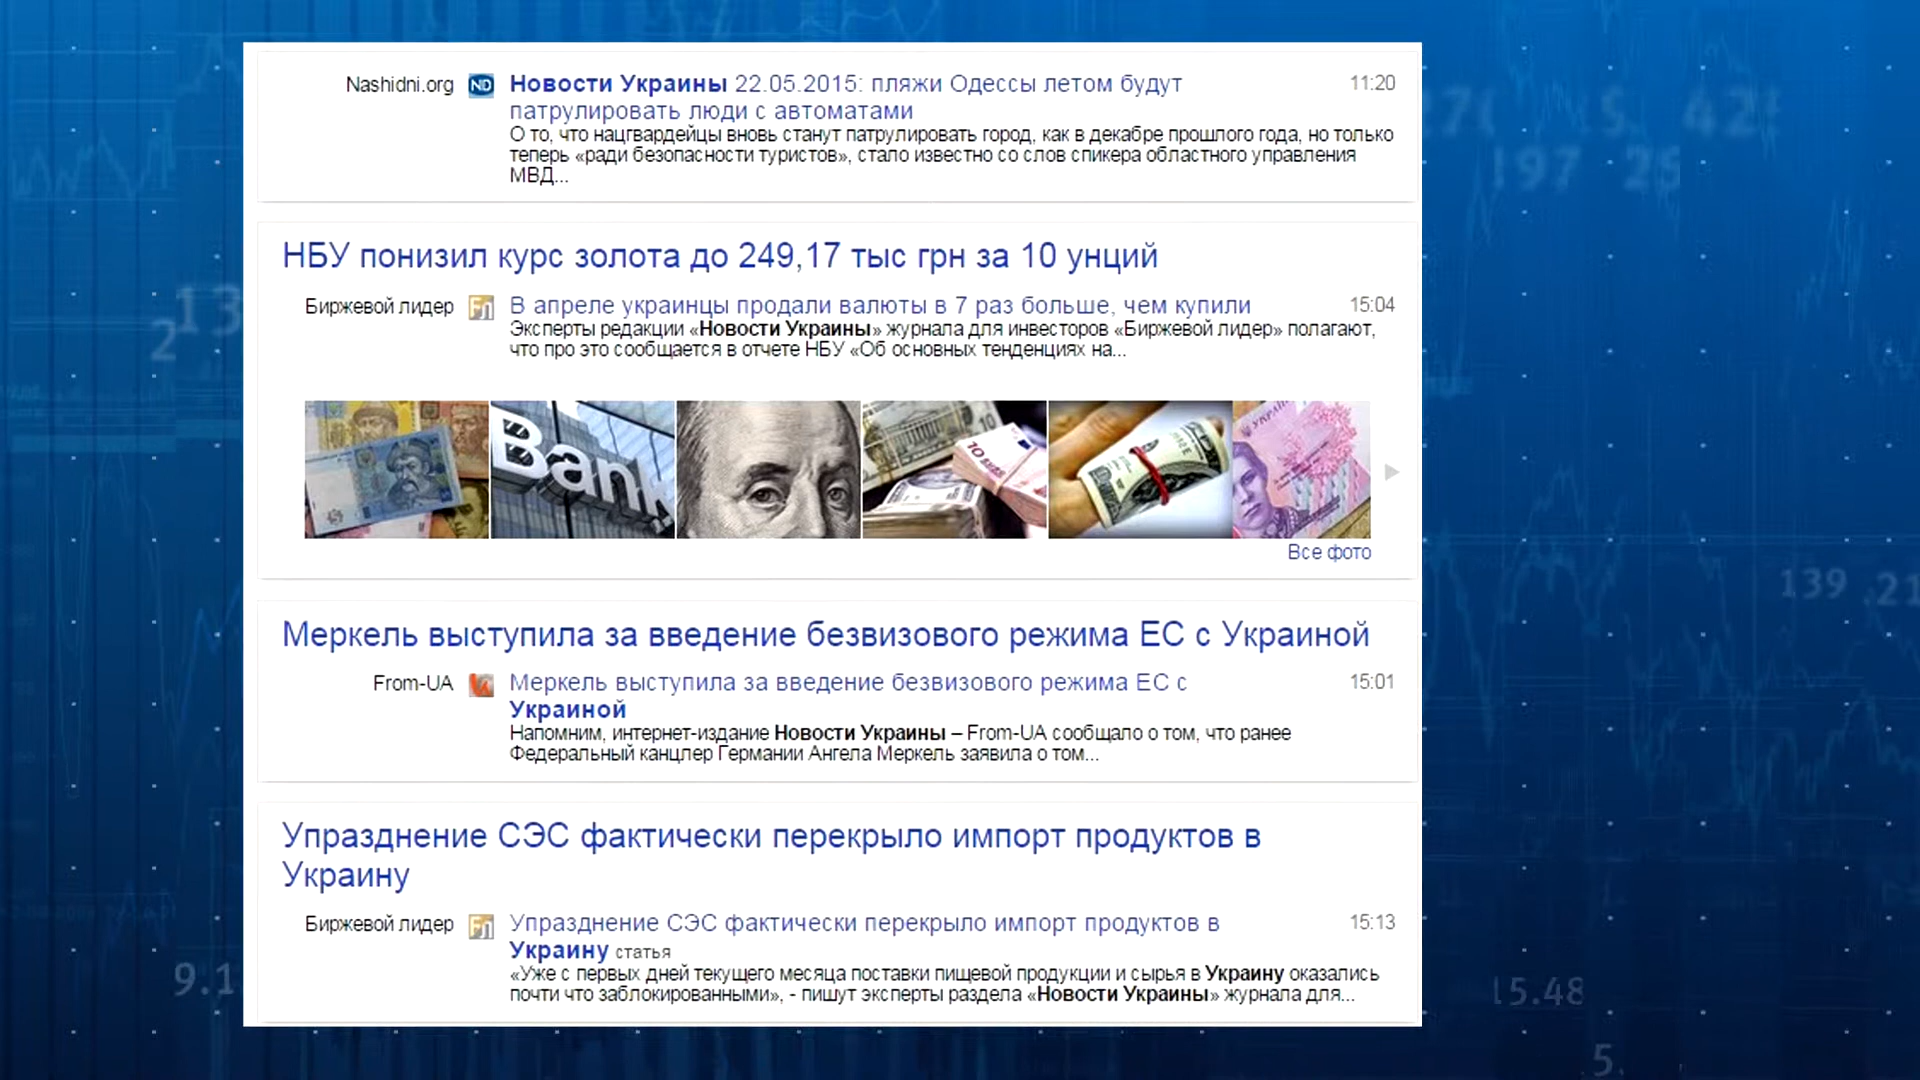 Nashidni.org ND Новости Украины 22.05.2015: пляжи Одессы летом будут 11:20
патрулировать люди с автоматами
О то, что нацгвардейцы вновь станут патрулировать город, как в декабре прошлого года, но только
теперь «ради безопасности туристов», стало известно со слов спикера областного управления
МВД...
НБУ понизил курс золота до 249,17 тыс грн за 10 унций
Биржевой лидер В апреле украинцы продали валюты в 7 раз больше, чем купили 15:04
Эксперты редакции «Новости Украины» журнала для инвесторов «Биржевой лидер» полагают,
что про это сообщается в отчете НБУ «Об основных тенденциях на...
Bank
Все фото
Меркель выступила за введение безвизового режима ЕС с Украиной
From-UA Меркель выступила за введение безвизового режима ЕС с 15:01
Украиной
Напомним, интернет-издание Новости Украины – From-UA сообщало о том, что ранее
Федеральный канцлер Германии Ангела Меркель заявила о том...
Упразднение СЭС фактически перекрыло импорт продуктов в
Украину
Биржевой лидер Упразднение СЭС фактически перекрыло импорт продуктов в 15:13
Украину статья
«Уже с первых дней текущего месяца поставки пищевой продукции и сырья в Украину оказались
почти что заблокированными», - пишут эксперты раздела «Новости Украины» журнала для...
197 25
139
15.48